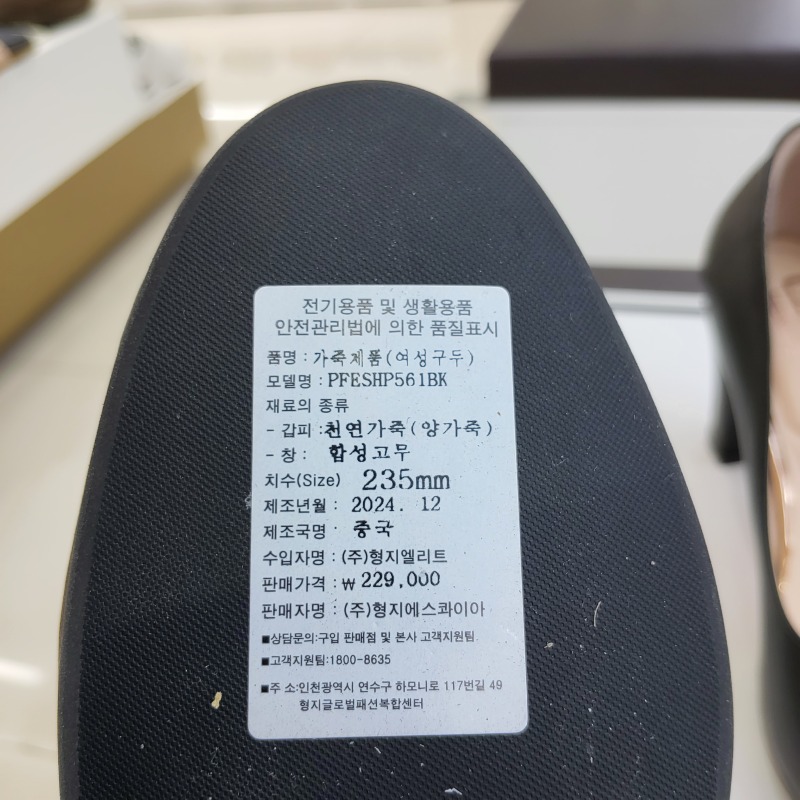 전기용품 및 생활용품
안전관리법에 의한 품질표시
품명 : 가죽제품(여성구두)
모델명 : PFESHP561BK
재료의 종류
- 갑피 : 천연가죽(양가죽)
- 창 : 합성고무
치수(Size) 235mm
제조년월 : 2024. 12
제조국명 : 중국
수입자명 : (주)형지엘리트
판매가격 : ₩ 229,000
판매자명 : (주)형지에스콰이아
■상담문의:구입 판매점 및 본사 고객지원팀
■고객지원팀:1800-8635
■주 소:인천광역시 연수구 하모니로 117번길 49
형지글로벌패션복합센터